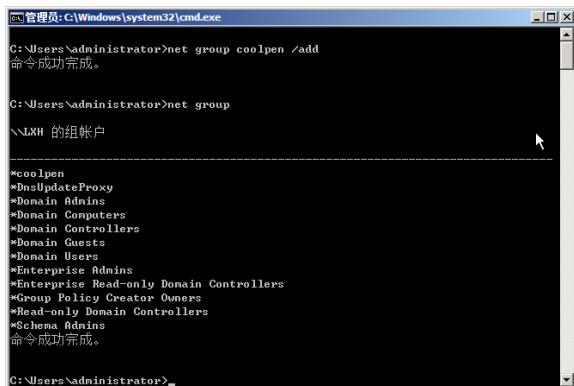 管理员: C:\Windows\system32\cmd.exe
C:\Users\administrator>net group coolpen /add
命令成功完成。
C:\Users\administrator>net group
\\LXH 的组帐户
-------------------------------------------------------------------------------
*coolpen
*DnsUpdateProxy
*Domain Admins
*Domain Computers
*Domain Controllers
*Domain Guests
*Domain Users
*Enterprise Admins
*Enterprise Read-only Domain Controllers
*Group Policy Creator Owners
*Read-only Domain Controllers
*Schema Admins
命令成功完成。
C:\Users\administrator>_